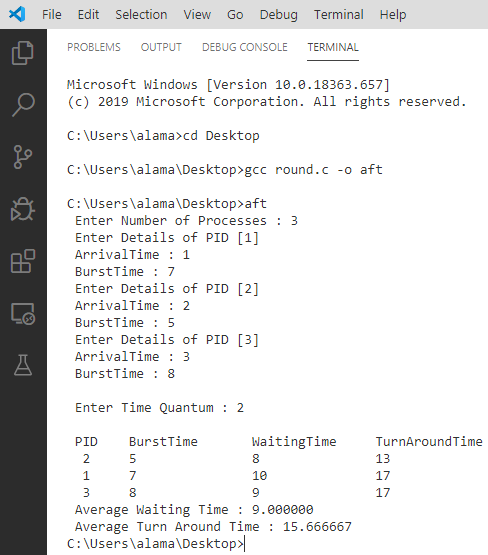 File Edit Selection View Go Debug Terminal Help
PROBLEMS OUTPUT DEBUG CONSOLE TERMINAL
Microsoft Windows [Version 10.0.18363.657]
(c) 2019 Microsoft Corporation. All rights reserved.
C:\Users\alama>cd Desktop
C:\Users\alama\Desktop>gcc round.c -o aft
C:\Users\alama\Desktop>aft
Enter Number of Processes : 3
Enter Details of PID [1]
ArrivalTime : 1
BurstTime : 7
Enter Details of PID [2]
ArrivalTime : 2
BurstTime : 5
Enter Details of PID [3]
ArrivalTime : 3
BurstTime : 8
Enter Time Quantum : 2
PID BurstTime WaitingTime TurnAroundTime
2 5 8 13
1 7 10 17
3 8 9 17
Average Waiting Time : 9.000000
Average Turn Around Time : 15.666667
C:\Users\alama\Desktop>